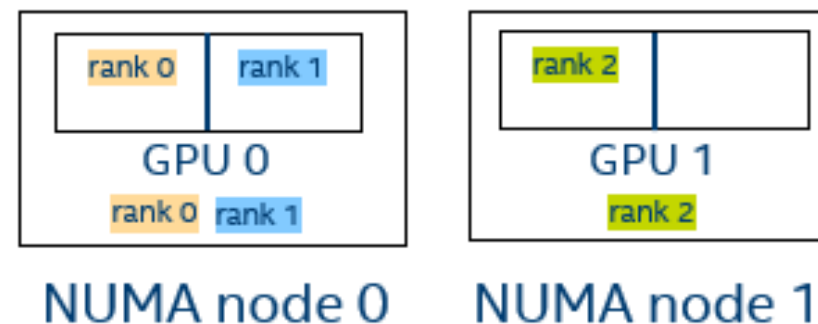 rank 0 rank 1
GPU 0
rank 0 rank 1
NUMA node 0
rank 2
GPU 1
rank 2
NUMA node 1